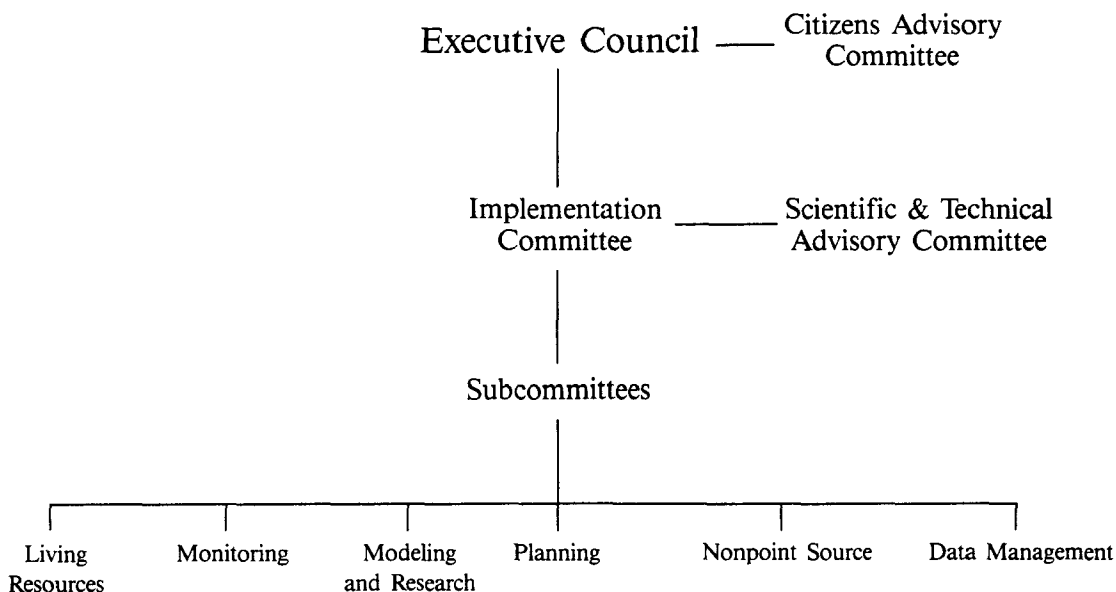 Executive Council
Citizens Advisory
Committee
Implementation
Committee
Scientific & Technical
Advisory Committee
Subcommittees
Living
Resources
Monitoring
Modeling
and Research
Planning
Nonpoint Source
Data Management